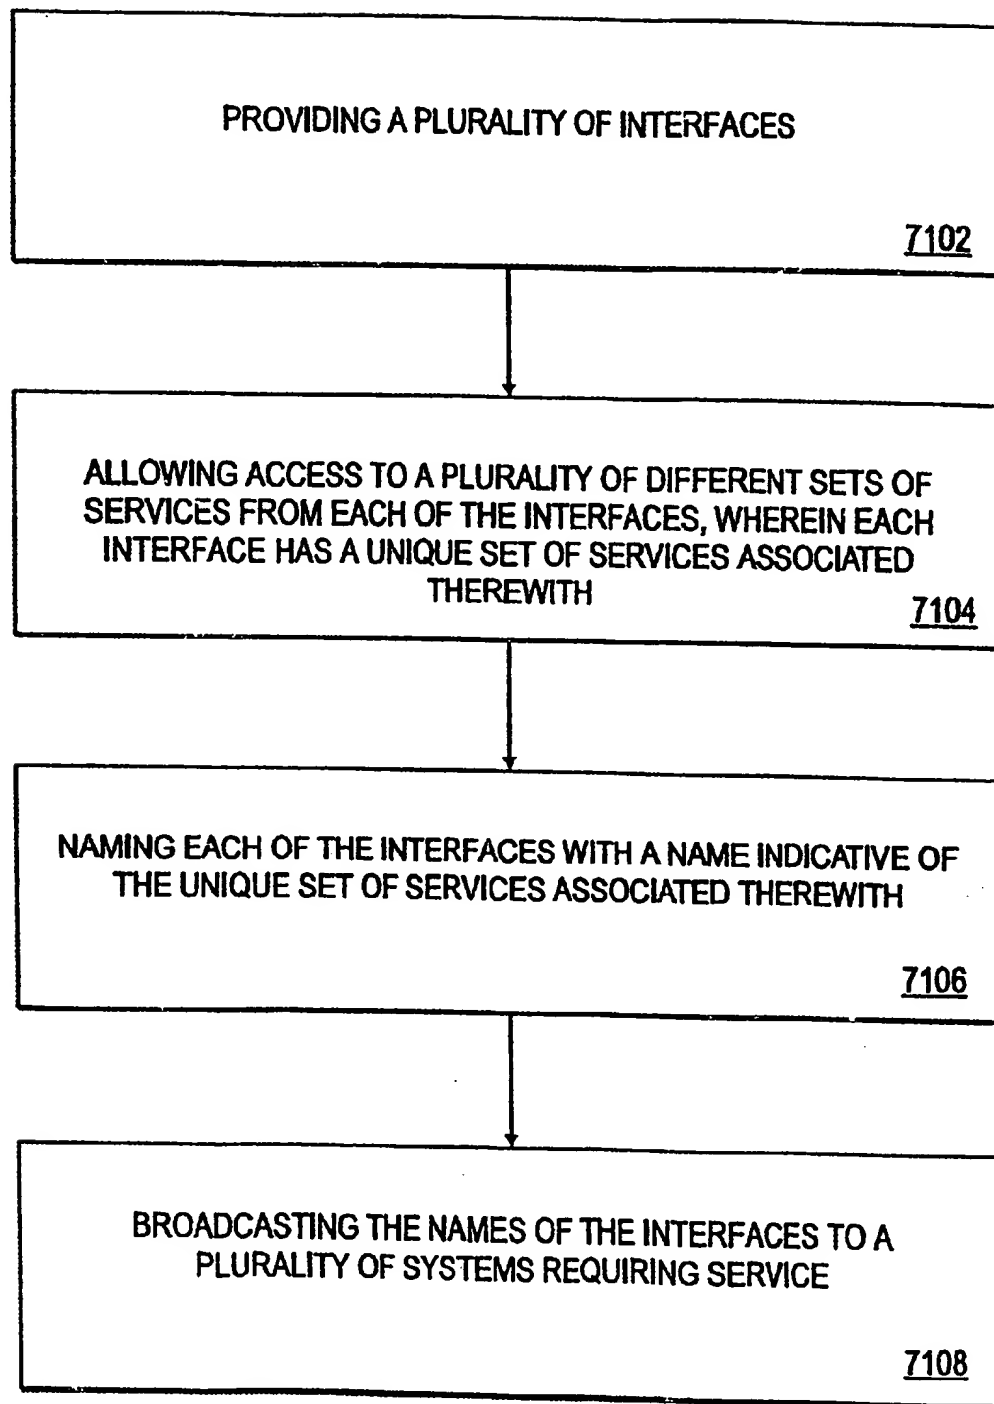 PROVIDING A PLURALITY OF INTERFACES
7102
ALLOWING ACCESS TO A PLURALITY OF DIFFERENT SETS OF
SERVICES FROM EACH OF THE INTERFACES, WHEREIN EACH
INTERFACE HAS A UNIQUE SET OF SERVICES ASSOCIATED
THEREWITH
7104
NAMING EACH OF THE INTERFACES WITH A NAME INDICATIVE OF
THE UNIQUE SET OF SERVICES ASSOCIATED THEREWITH
7106
BROADCASTING THE NAMES OF THE INTERFACES TO A
PLURALITY OF SYSTEMS REQUIRING SERVICE
7108